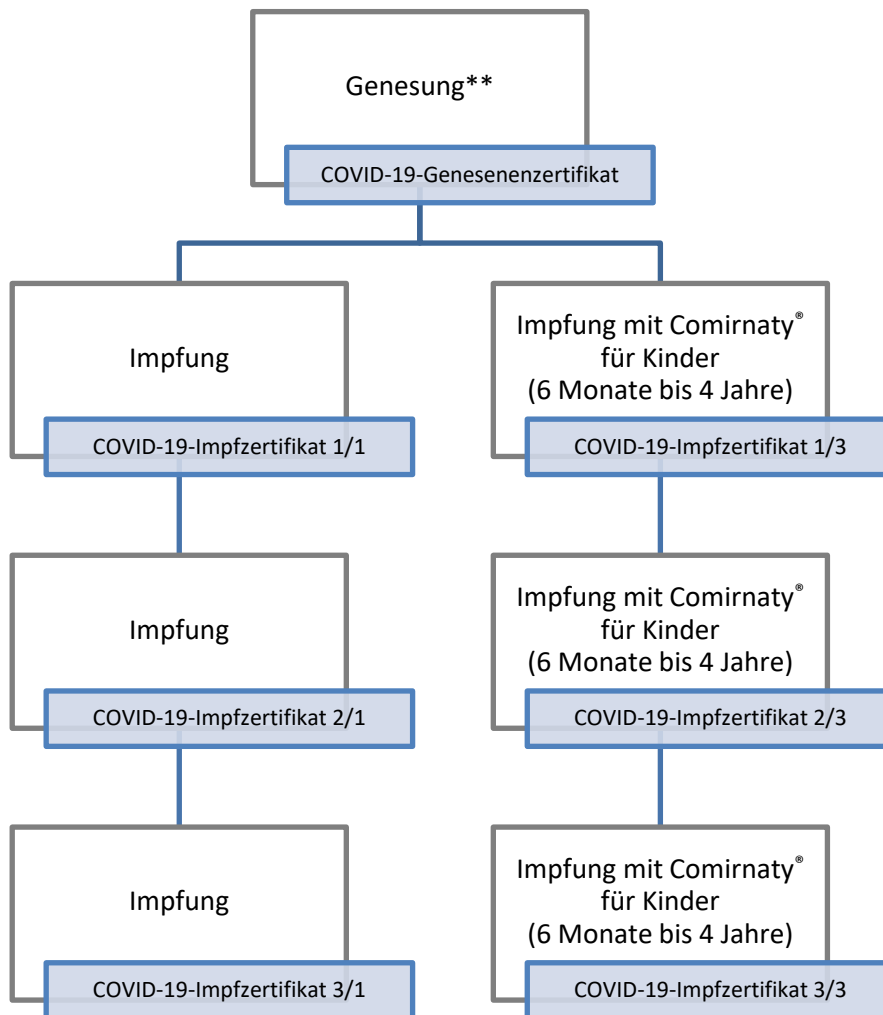 Genesung**
COVID-19-Genesenenzertifikat
Impfung
COVID-19-Impfzertifikat 1/1
Impfung mit Comirnaty®
für Kinder
(6 Monate bis 4 Jahre)
COVID-19-Impfzertifikat 1/3
Impfung
COVID-19-Impfzertifikat 2/1
Impfung mit Comirnaty®
für Kinder
(6 Monate bis 4 Jahre)
COVID-19-Impfzertifikat 2/3
Impfung
COVID-19-Impfzertifikat 3/1
Impfung mit Comirnaty®
für Kinder
(6 Monate bis 4 Jahre)
COVID-19-Impfzertifikat 3/3